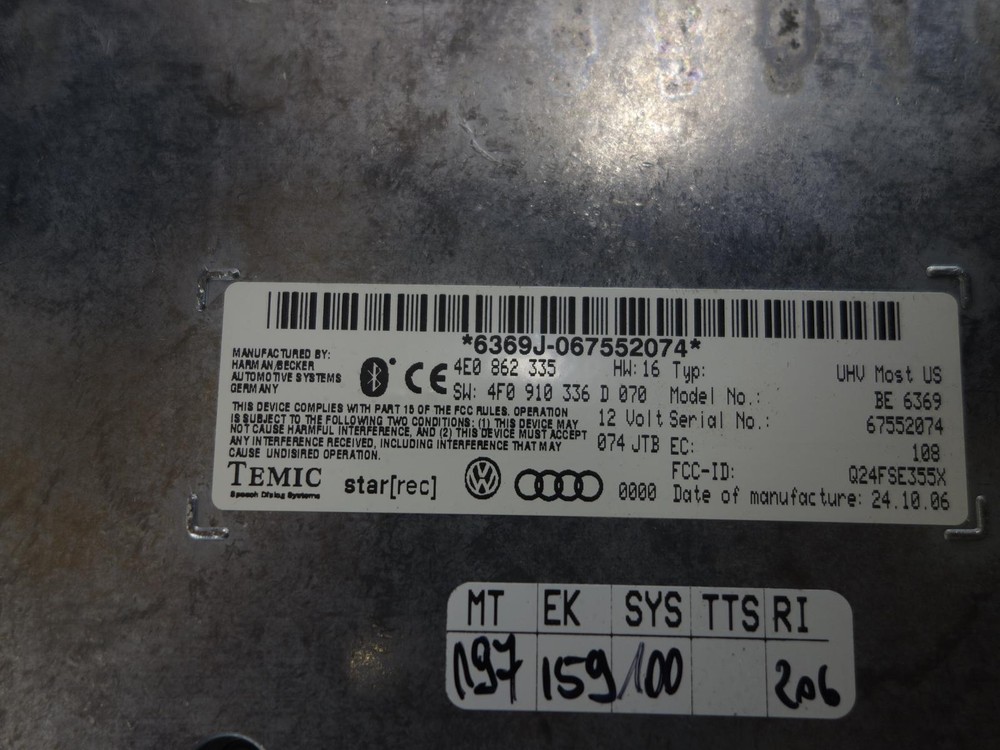 *6369J-067552074*
MANUFACTURED BY:
HARMAN/BECKER
AUTOMOTIVE SYSTEMS
GERMANY
CE
4E0 862 335 HW: 16 Typ: UHV Most US
SW: 4F0 910 336 D 070 Model No.: BE 6369
12 Volt Serial No.: 67552074
074 JTB EC: 108
FCC-ID: Q24FSE355X
0000 Date of manufacture: 24.10.06
THIS DEVICE COMPLIES WITH PART 15 OF THE FCC RULES. OPERATION
IS SUBJECT TO THE FOLLOWING TWO CONDITIONS: (1) THIS DEVICE MAY
NOT CAUSE HARMFUL INTERFERENCE, AND (2) THIS DEVICE MUST ACCEPT
ANY INTERFERENCE RECEIVED, INCLUDING INTERFERENCE THAT MAY
CAUSE UNDISIRED OPERATION.
TEMIC
Speech Dialog Systems
star[rec]
MT EK SYS TTS RI
197 159 100 206